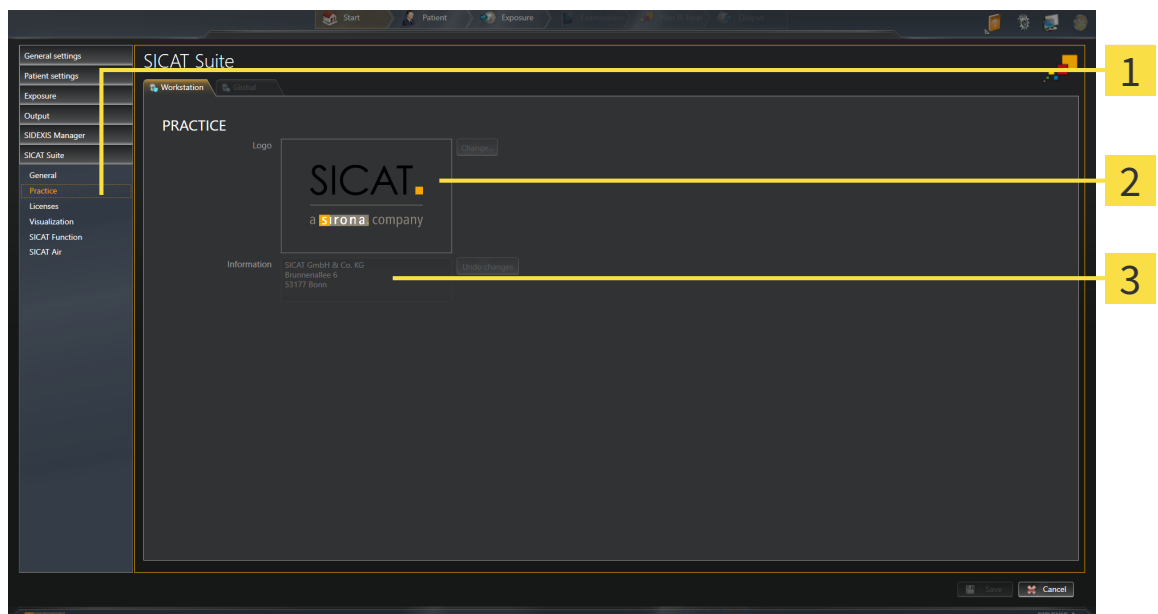 Start
Patient
Exposure
Examination
Output
General settings
Patient settings
Exposure
Output
SIDEXIS Manager
SICAT Suite
General
Practice
Licenses
Visualization
SICAT Function
SICAT Air
SICAT Suite
Workstation
Global
PRACTICE
Logo
SICAT.
a sirona. company
Change...
Information
SICAT GmbH & Co. KG
Brunnenallee 6
53177 Bonn
Undo changes
Save
Cancel
1
2
3